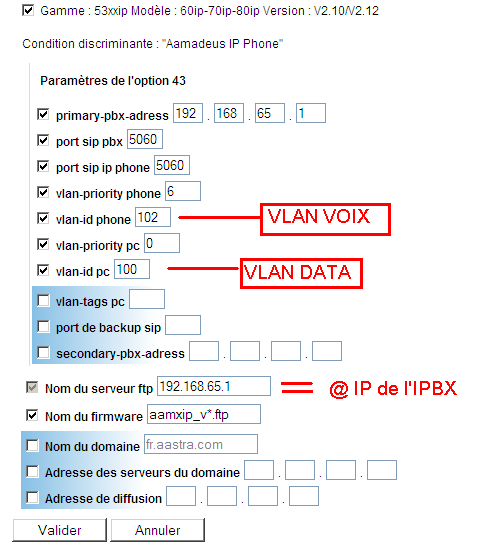 Gamme : 53xxip Modèle : 60ip-70ip-80ip Version : V2.10/V2.12
Condition discriminante : "Aamadeus IP Phone"
Paramètres de l'option 43
primary-pbx-adress 192 . 168 . 65 . 1
port sip pbx 5060
port sip ip phone 5060
vlan-priority phone 6
vlan-id phone 102 VLAN VOIX
vlan-priority pc 0
vlan-id pc 100 VLAN DATA
vlan-tags pc
port de backup sip
secondary-pbx-adress . . .
Nom du serveur ftp 192.168.65.1 @ IP de l'IPBX
Nom du firmware aamxip_v*.ftp
Nom du domaine fr.aastra.com
Adresse des serveurs du domaine . . .
Adresse de diffusion . . .
Valider Annuler